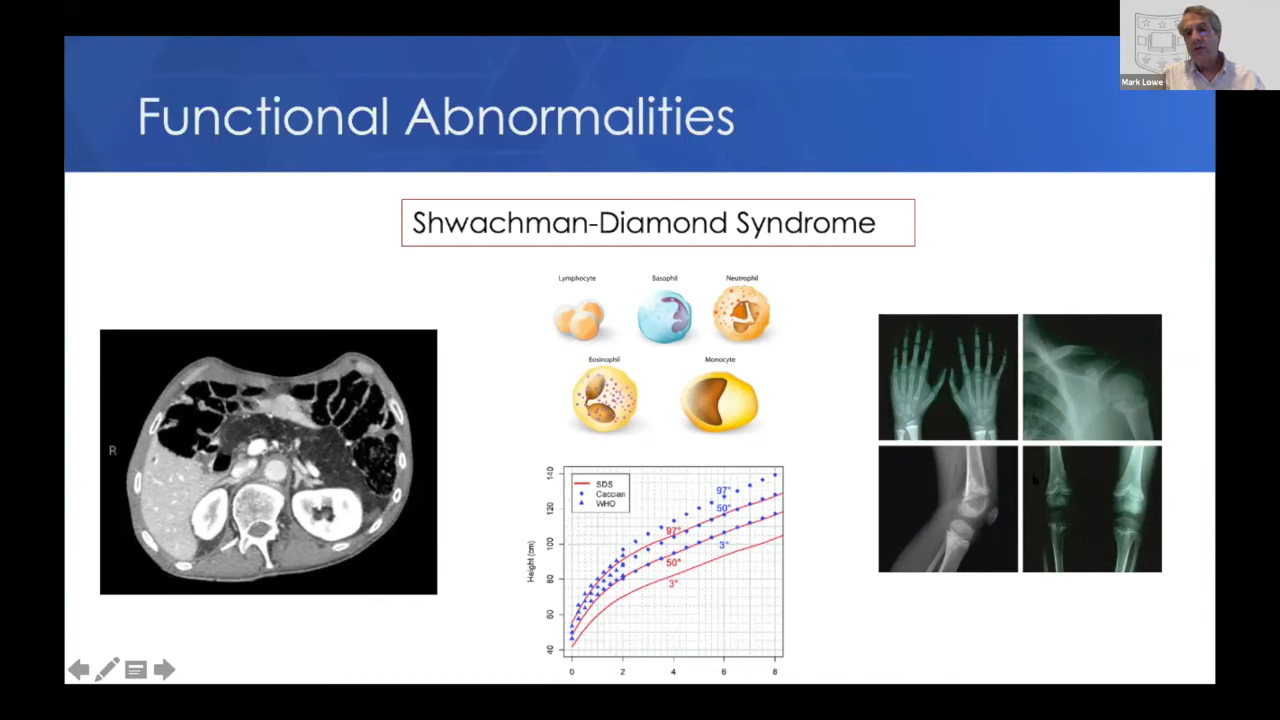 Mark Lowe
Functional Abnormalities
Shwachman-Diamond Syndrome
Lymphocyte
Basophil
Neutrophil
Eosinophil
Monocyte
R
SDS
Caccian
WHO
97°
50°
3°
97°
50°
3°
Height (cm)
140
120
100
80
60
40
0 2 4 6 8